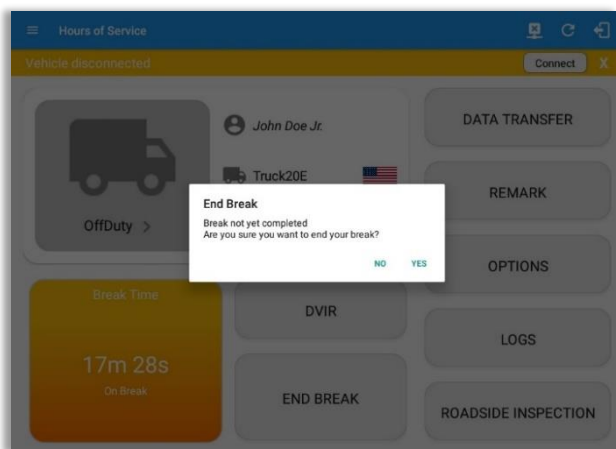 Hours of Service
Vehicle disconnected
Connect
X
John Doe Jr.
Truck20E
OffDuty >
End Break
Break not yet completed
Are you sure you want to end your break?
NO
YES
Break Time
17m 28s
On Break
DVIR
END BREAK
DATA TRANSFER
REMARK
OPTIONS
LOGS
ROADSIDE INSPECTION